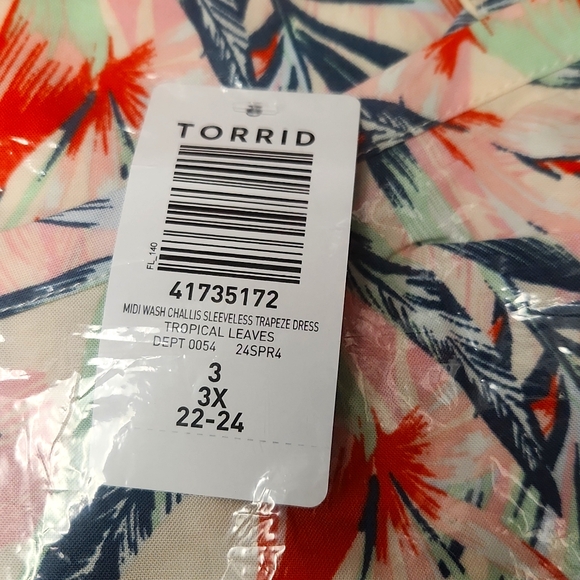 TORRID
FL_140
41735172
MIDI WASH CHALLIS SLEEVELESS TRAPEZE DRESS
TROPICAL LEAVES
DEPT 0054 24SPR4
3
3X
22-24